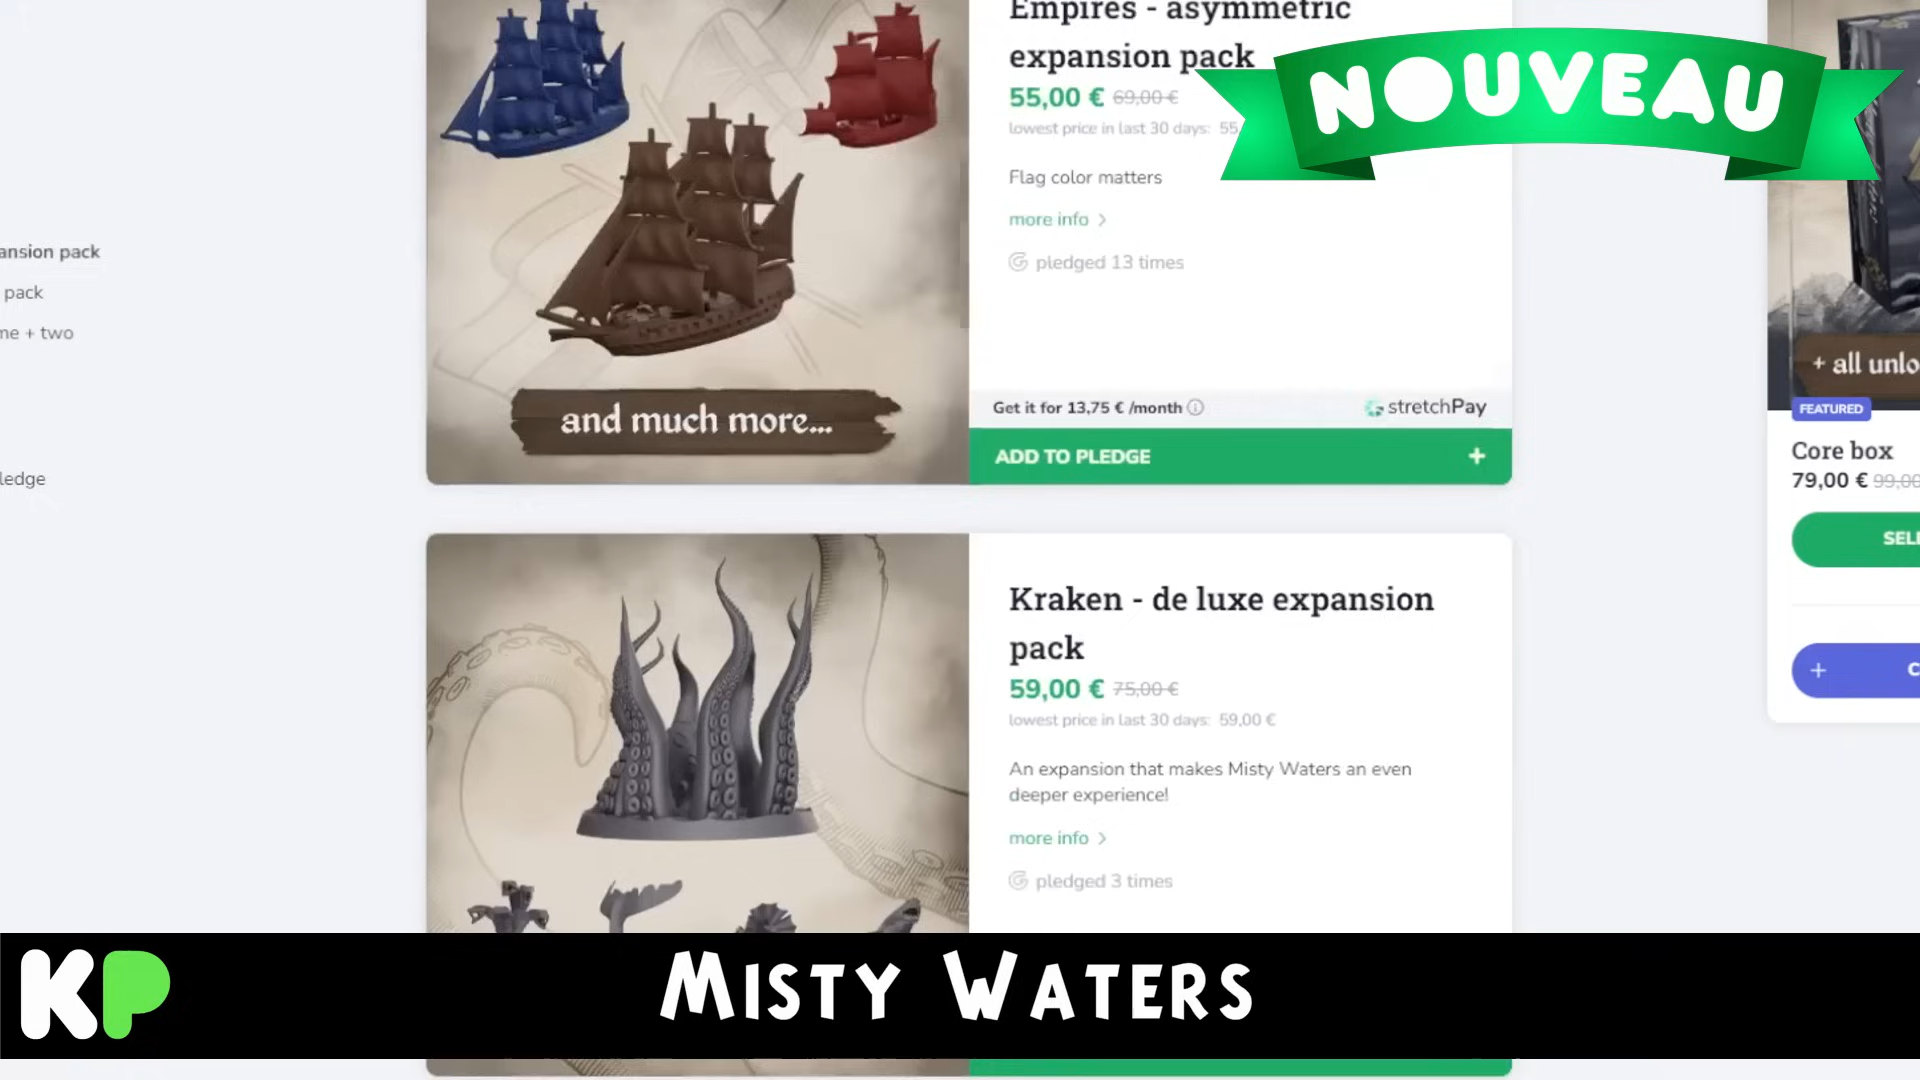 Empires - asymmetric
expansion pack
55,00 € 69,00 €
lowest price in last 30 days: 55,
Flag color matters
more info
pledged 13 times
Get it for 13,75 € /month
stretchPay
ADD TO PLEDGE +
and much more...
NOUVEAU
ansion pack
pack
me + two
ledge
+ all unlo
FEATURED
Core box
79,00 € 99,00
SELE
+ C
Kraken - de luxe expansion
pack
59,00 € 75,00 €
lowest price in last 30 days: 59,00 €
An expansion that makes Misty Waters an even
deeper experience!
more info
pledged 3 times
KP
MISTY WATERS